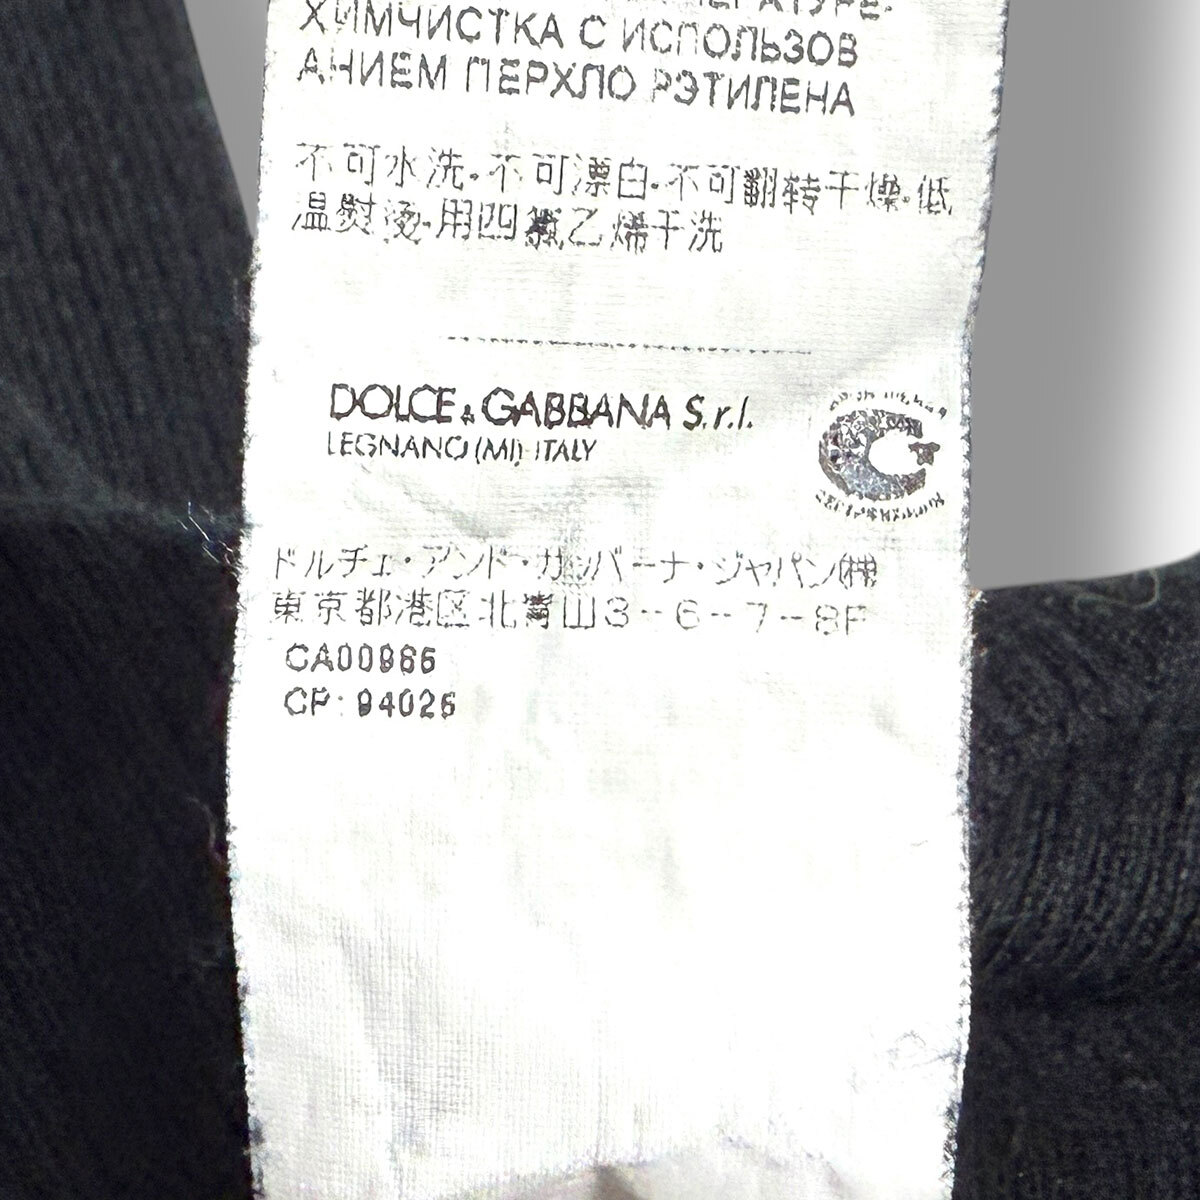 ХИМЧИСТКА С ИСПОЛЬЗОВ
АНИЕМ ПЕРХЛО РЭТИЛЕНА
不可水洗·不可漂白·不可翻转干燥·低
温熨烫·用四氯乙烯干洗
DOLCE & GABBANA S.r.l.
LEGNANO (MI) ITALY
ドルチェ・アンド・ガッバーナ・ジャパン(株)
東京都港区北青山3-6-7-8F
CA00966
CP: 94026